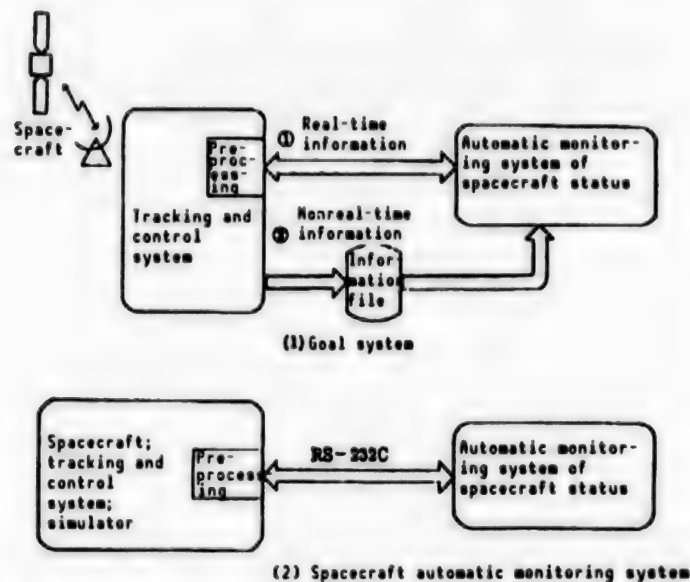 Space-
craft
Pre-
proc-
ess-
ing
Tracking and
control
system
① Real-time
information
② Nonreal-time
information
Infor-
mation
file
Automatic monitor-
ing system of
spacecraft status
(1) Goal system
Spacecraft;
tracking and
control
system;
simulator
Pre-
processing
RS-232C
Automatic monitor-
ing system of
spacecraft status
(2) Spacecraft automatic monitoring system